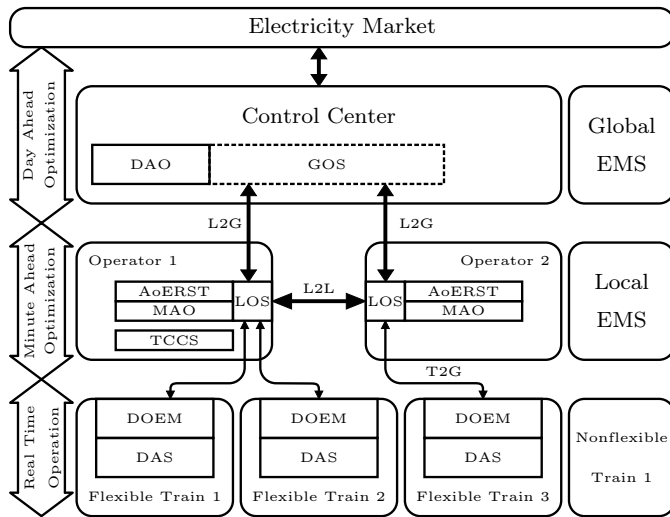 Electricity Market
Day Ahead
Optimization
Control Center
DAO
GOS
Global
EMS
L2G
L2G
Minute Ahead
Optimization
Operator 1
AoERST
MAO
LOS
TCCS
L2L
Operator 2
LOS
AoERST
MAO
Local
EMS
T2G
Real Time
Operation
DOEM
DAS
Flexible Train 1
DOEM
DAS
Flexible Train 2
DOEM
DAS
Flexible Train 3
Nonflexible
Train 1